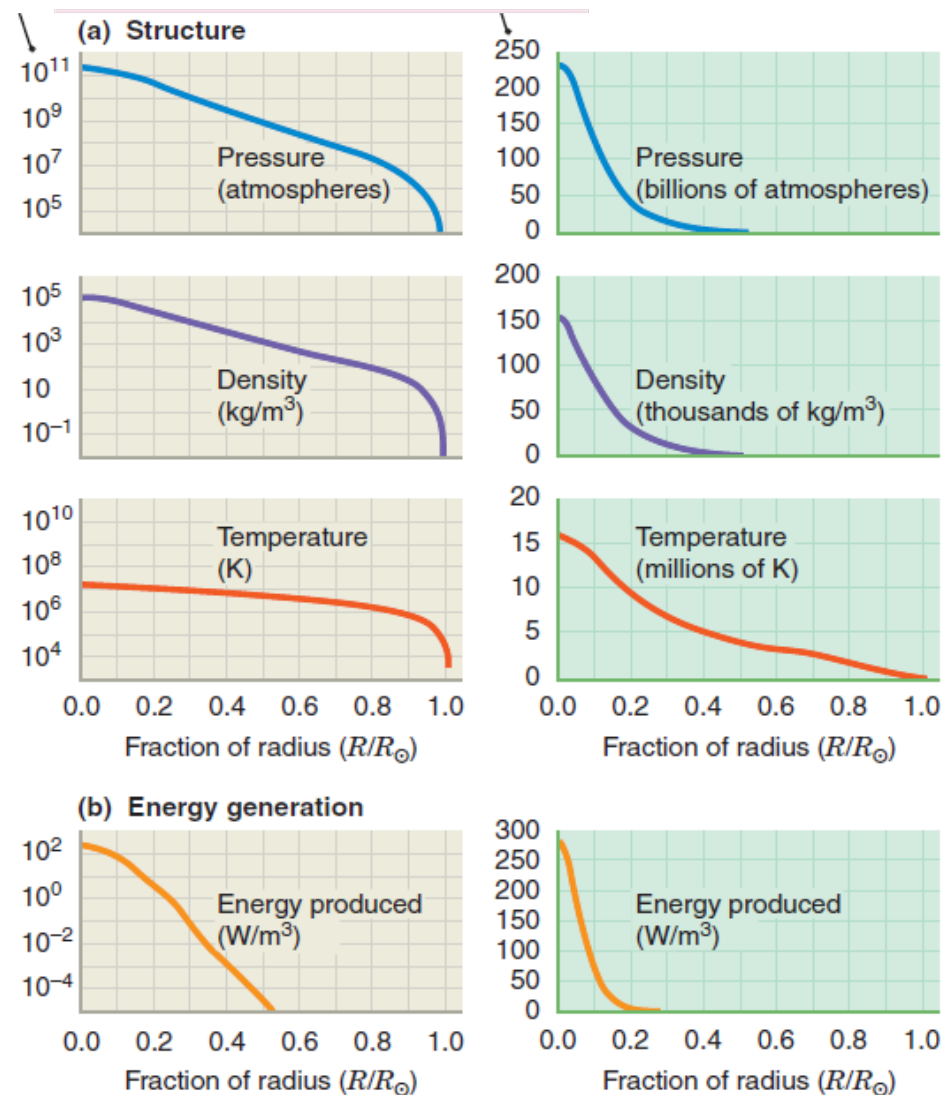 (a) Structure
10¹¹
10⁹
10⁷
10⁵
Pressure
(atmospheres)
250
200
150
100
50
0
Pressure
(billions of atmospheres)
10⁵
10³
10
10⁻¹
Density
(kg/m³)
200
150
100
50
0
Density
(thousands of kg/m³)
10¹⁰
10⁸
10⁶
10⁴
Temperature
(K)
0.0 0.2 0.4 0.6 0.8 1.0
Fraction of radius (R/R☉)
20
15
10
5
0
Temperature
(millions of K)
0.0 0.2 0.4 0.6 0.8 1.0
Fraction of radius (R/R☉)
(b) Energy generation
10²
10⁰
10⁻²
10⁻⁴
Energy produced
(W/m³)
0.0 0.2 0.4 0.6 0.8 1.0
Fraction of radius (R/R☉)
300
250
200
150
100
50
0
Energy produced
(W/m³)
0.0 0.2 0.4 0.6 0.8 1.0
Fraction of radius (R/R☉)